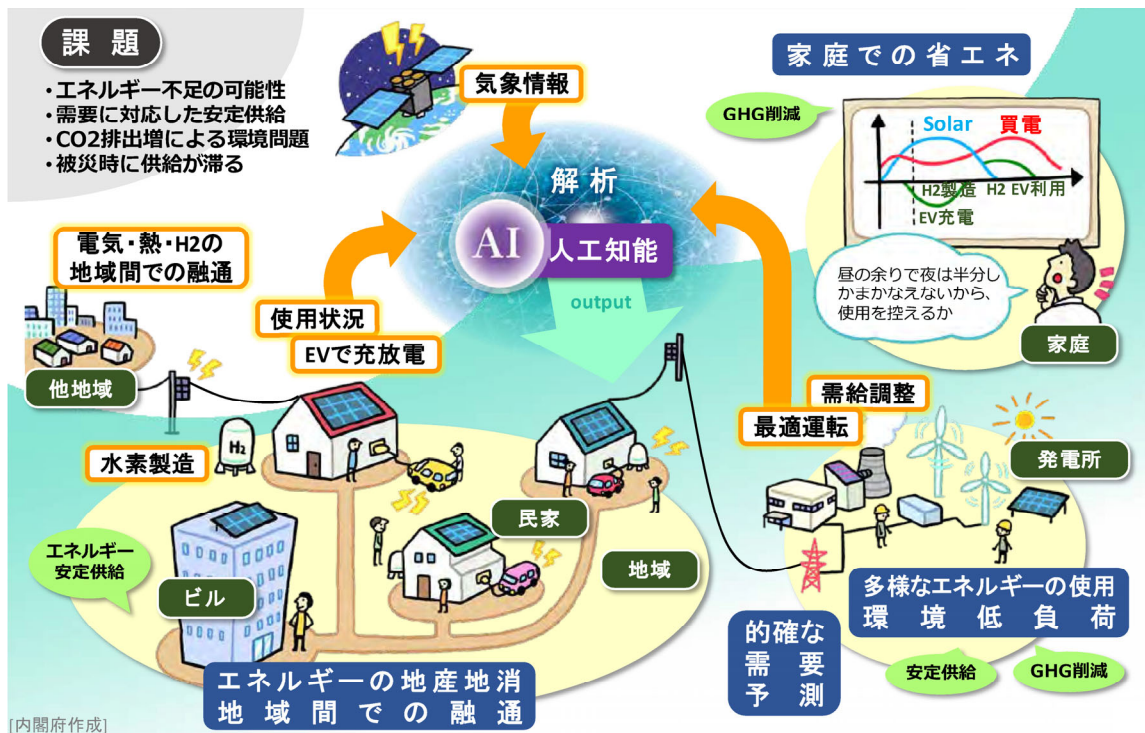 課題
・エネルギー不足の可能性
・需要に対応した安定供給
・CO2排出増による環境問題
・被災時に供給が滞る
気象情報
家庭での省エネ
GHG削減
Solar
買電
H2製造
H2
EV利用
EV充電
昼の余りで夜は半分し
かまかなえないから、
使用を控えるか
家庭
解析
AI
人工知能
output
電気・熱・H2の
地域間での融通
使用状況
EVで充放電
他地域
水素製造
H2
需給調整
最適運転
発電所
民家
地域
エネルギー
安定供給
ビル
エネルギーの地産地消
地域間での融通
的確な
需要
予測
多様なエネルギーの使用
環境低負荷
安定供給
GHG削減
[内閣府作成]